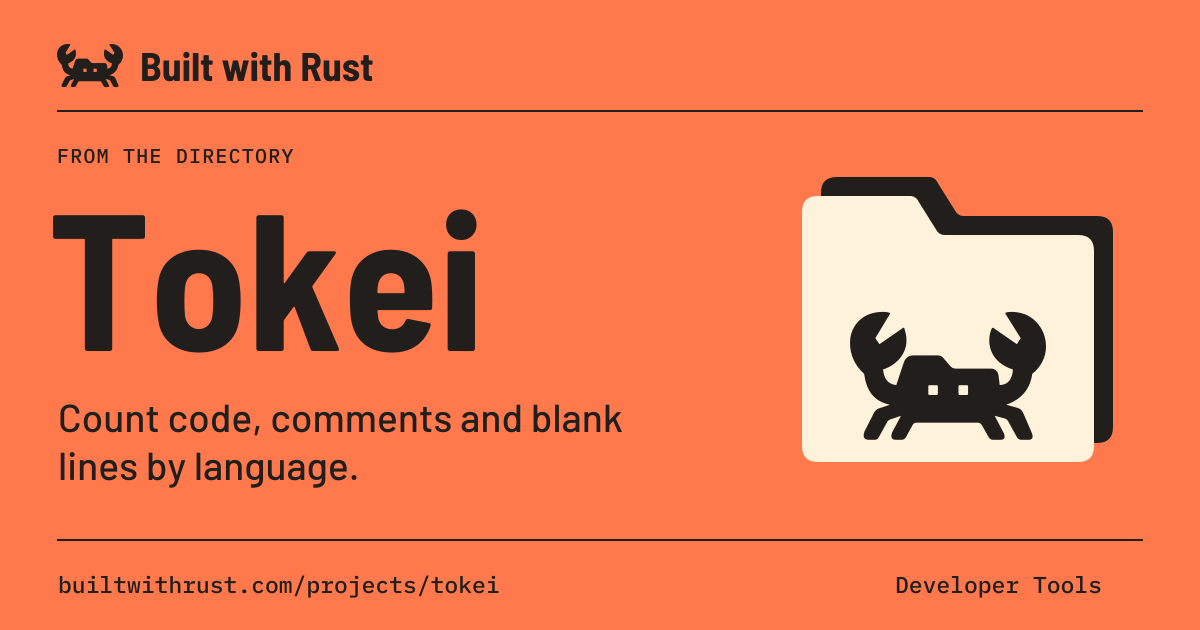 Built with Rust
FROM THE DIRECTORY
Tokei
Count code, comments and blank
lines by language.
builtwithrust.com/projects/tokei
Developer Tools